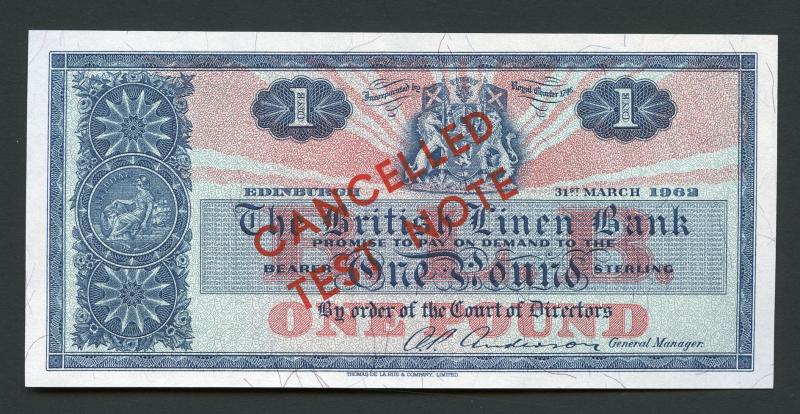 Incorporated by Royal Charter 1746
1 ONE
1 ONE
CANCELLED
TEST NOTE
EDINBURGH 31ST MARCH 1962
The British Linen Bank
PROMISE TO PAY ON DEMAND TO THE
BEARER One Pound STERLING
By order of the Court of Directors
ONE POUND
A.P. Anderson General Manager.
THOMAS DE LA RUE & COMPANY, LIMITED.